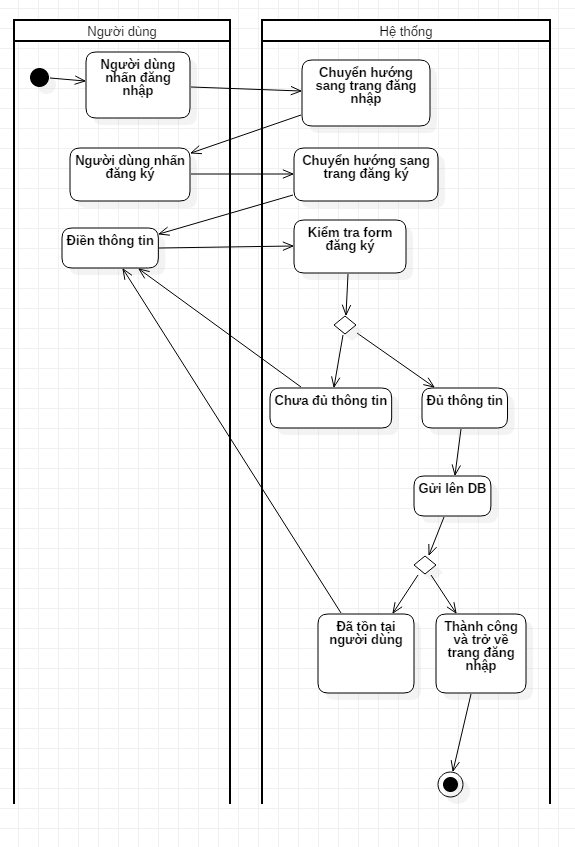 Người dùng
Hệ thống
Người dùng
nhấn đăng
nhập
Chuyển hướng
sang trang đăng
nhập
Người dùng nhấn
đăng ký
Chuyển hướng sang
trang đăng ký
Điền thông tin
Kiểm tra form
đăng ký
Chưa đủ thông tin
Đủ thông tin
Gửi lên DB
Đã tồn tại
người dùng
Thành công
và trở về
trang đăng
nhập